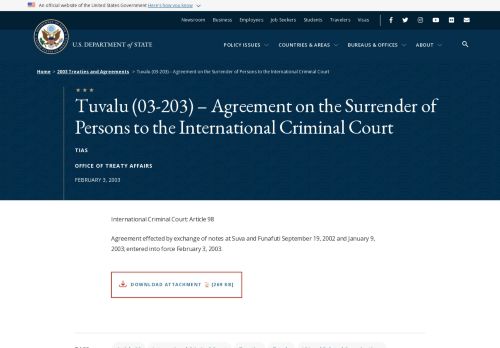 An official website of the United States Government Here's how you know
Newsroom Business Employees Job Seekers Students Travelers Visas
U.S. DEPARTMENT of STATE
POLICY ISSUES COUNTRIES & AREAS BUREAUS & OFFICES ABOUT
Home > 2003 Treaties and Agreements > Tuvalu (03-203) – Agreement on the Surrender of Persons to the International Criminal Court
Tuvalu (03-203) – Agreement on the Surrender of
Persons to the International Criminal Court
TIAS
OFFICE OF TREATY AFFAIRS
FEBRUARY 3, 2003
International Criminal Court: Article 98
Agreement effected by exchange of notes at Suva and Funafuti September 19, 2002 and January 9,
2003; entered into force February 3, 2003.
DOWNLOAD ATTACHMENT [269 KB]